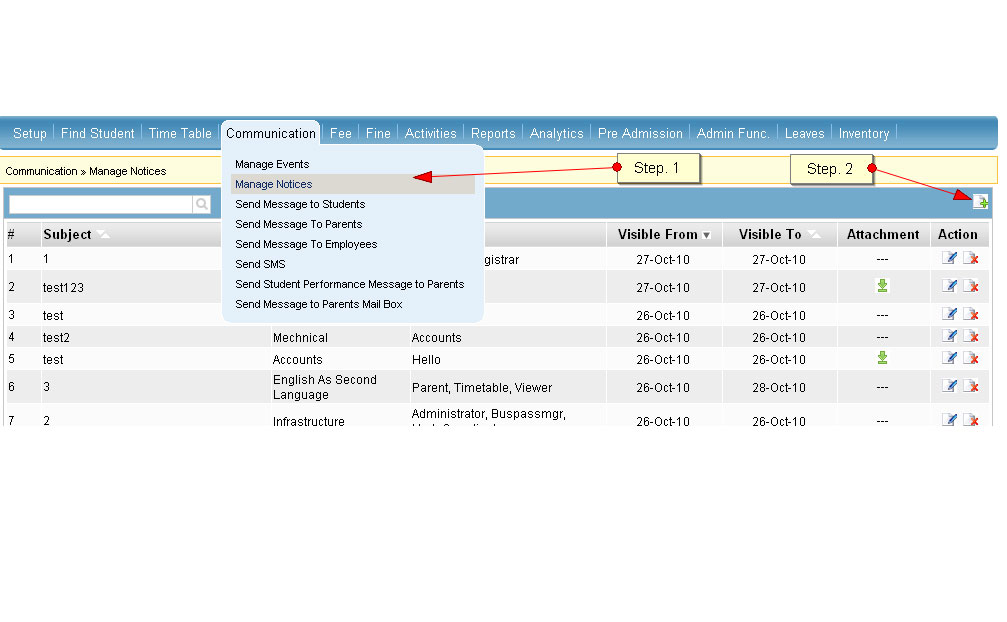 Setup Find Student Time Table Communication Fee Fine Activities Reports Analytics Pre Admission Admin Func. Leaves Inventory
Communication » Manage Notices
Manage Events
Manage Notices
Send Message to Students
Send Message To Parents
Send Message To Employees
Send SMS
Send Student Performance Message to Parents
Send Message to Parents Mail Box
Step. 1
Step. 2
# Subject Visible From Visible To Attachment Action
1 1 gistrar 27-Oct-10 27-Oct-10 ---
2 test123 27-Oct-10 27-Oct-10
3 test 26-Oct-10 26-Oct-10 ---
4 test2 Mechnical Accounts 26-Oct-10 26-Oct-10 ---
5 test Accounts Hello 26-Oct-10 26-Oct-10
6 3 English As Second Language Parent, Timetable, Viewer 26-Oct-10 28-Oct-10 ---
7 2 Infrastructure Administrator, Buspassmgr, 26-Oct-10 26-Oct-10 ---